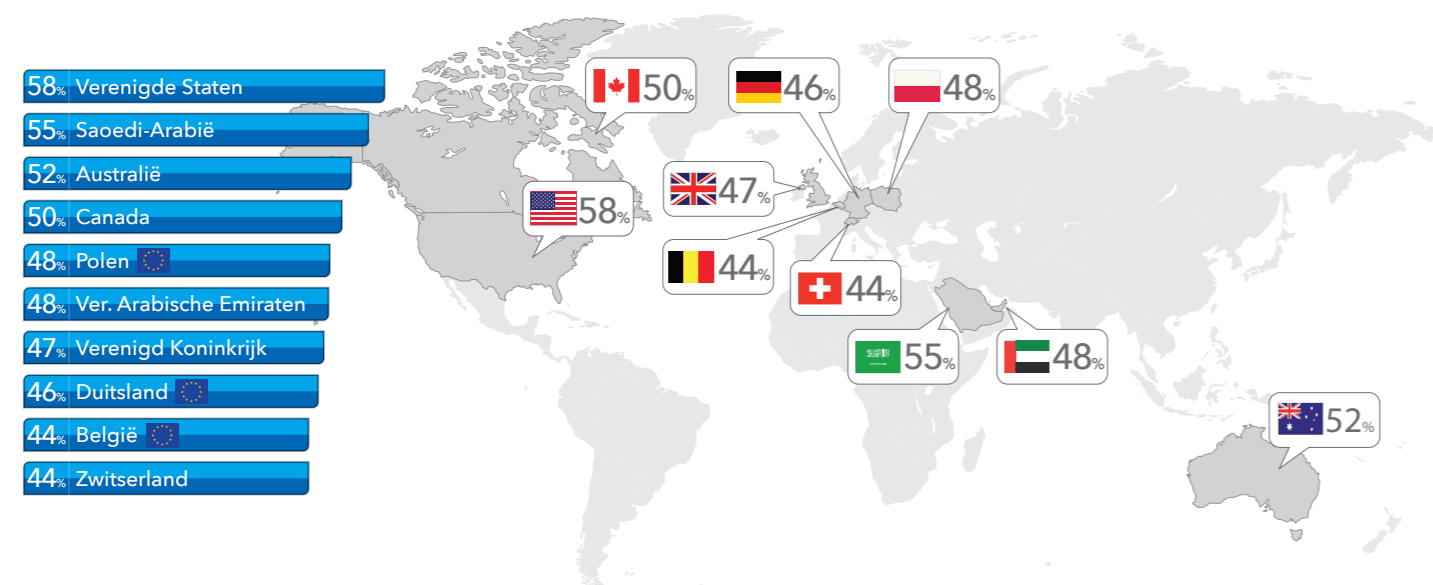 58% Verenigde Staten
55% Saoedi-Arabië
52% Australië
50% Canada
48% Polen
48% Ver. Arabische Emiraten
47% Verenigd Koninkrijk
46% Duitsland
44% België
44% Zwitserland
50%
46%
48%
47%
58%
44%
44%
55%
48%
52%